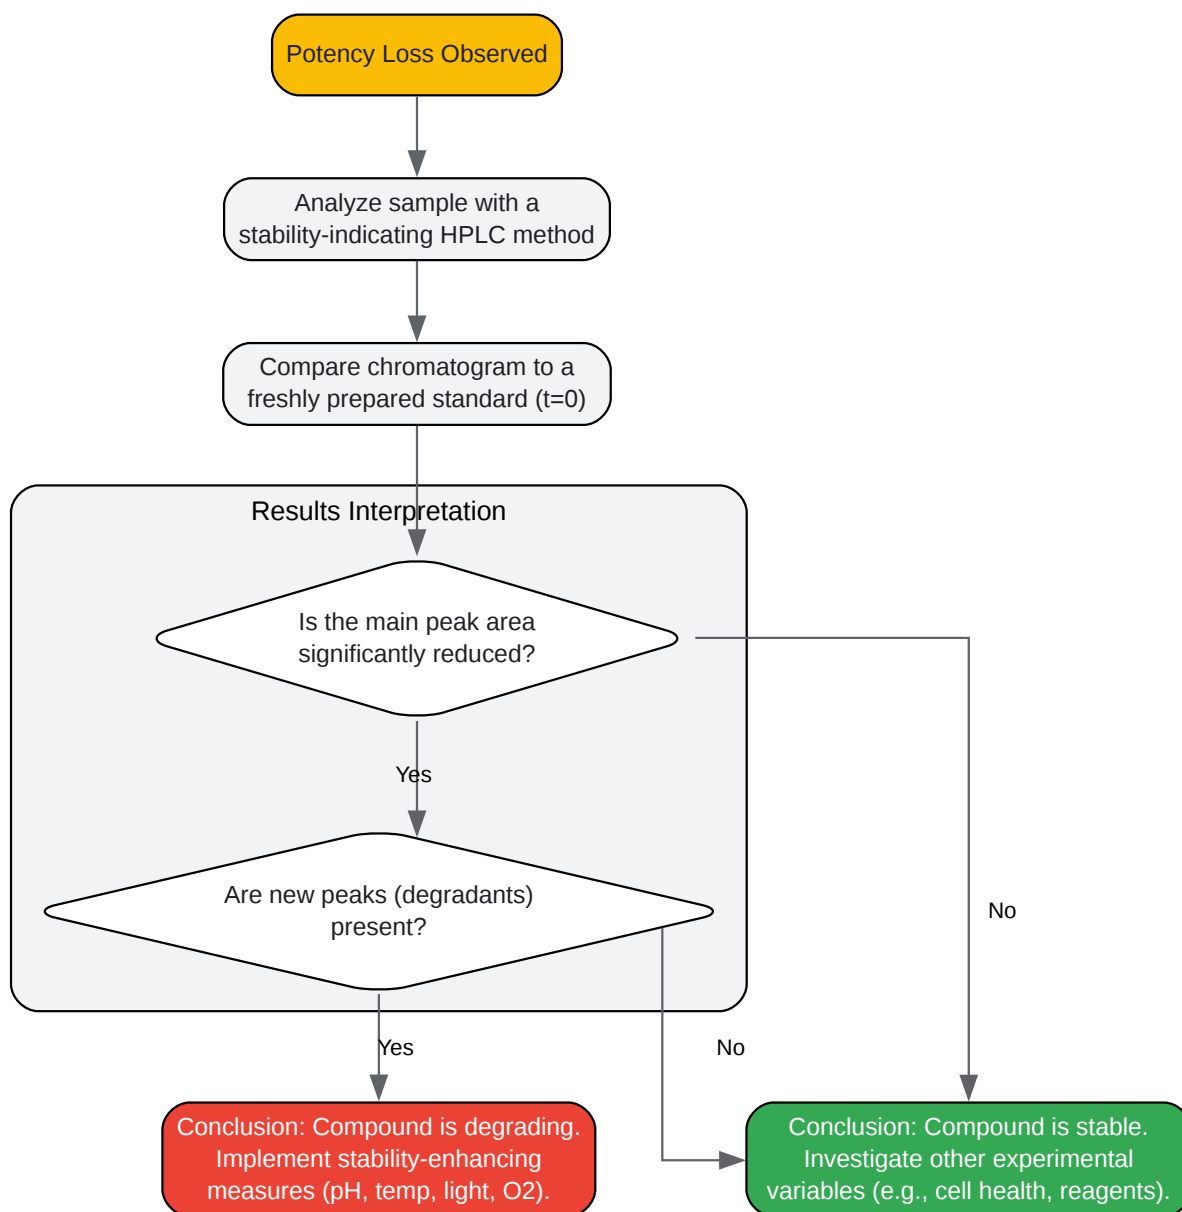 Potency Loss Observed
Analyze sample with a
stability-indicating HPLC method
Compare chromatogram to a
freshly prepared standard (t=0)
Results Interpretation
Is the main peak area
significantly reduced?
Yes
Are new peaks (degradants)
present?
No
Yes
No
Conclusion: Compound is degrading.
Implement stability-enhancing
measures (pH, temp, light, O2).
Conclusion: Compound is stable.
Investigate other experimental
variables (e.g., cell health, reagents).